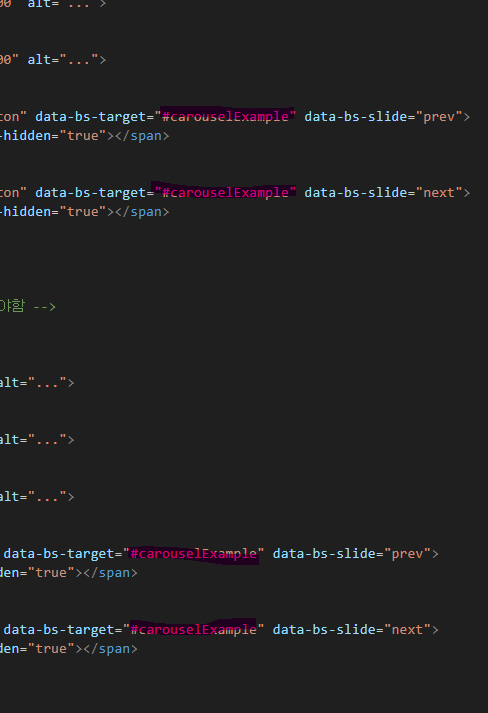 00" alt="...">
00" alt="...">
ton" data-bs-target="#carouselExample" data-bs-slide="prev">
-hidden="true"></span>
ton" data-bs-target="#carouselExample" data-bs-slide="next">
-hidden="true"></span>
야함 -->
alt="...">
alt="...">
alt="...">
data-bs-target="#carouselExample" data-bs-slide="prev">
den="true"></span>
data-bs-target="#carouselExample" data-bs-slide="next">
den="true"></span>